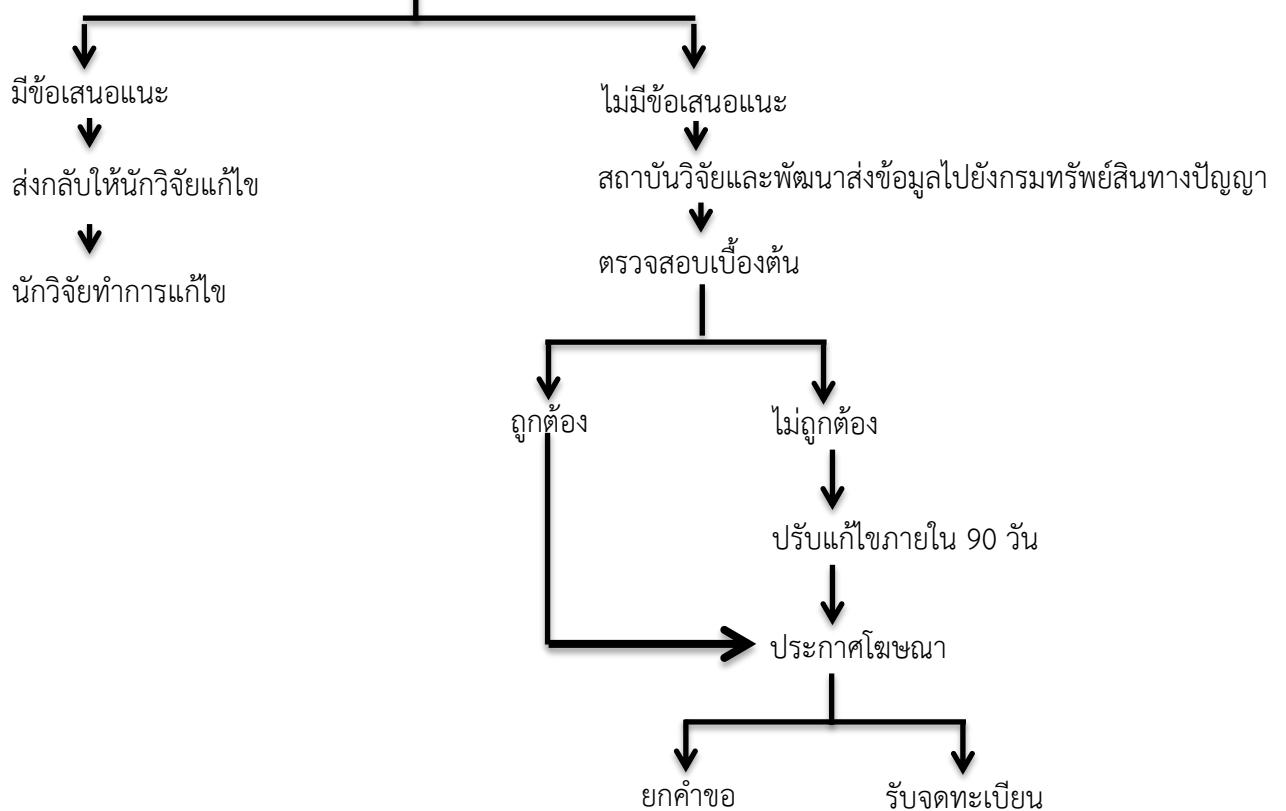 มีข้อเสนอแนะ
ไม่มีข้อเสนอแนะ
ส่งกลับให้นักวิจัยแก้ไข
สถาบันวิจัยและพัฒนาส่งข้อมูลไปยังกรมทรัพย์สินทางปัญญา
นักวิจัยทำการแก้ไข
ตรวจสอบเบื้องต้น
ถูกต้อง
ไม่ถูกต้อง
ปรับแก้ไขภายใน 90 วัน
ประกาศโฆษณา
ยกคำขอ
รับจดทะเบียน